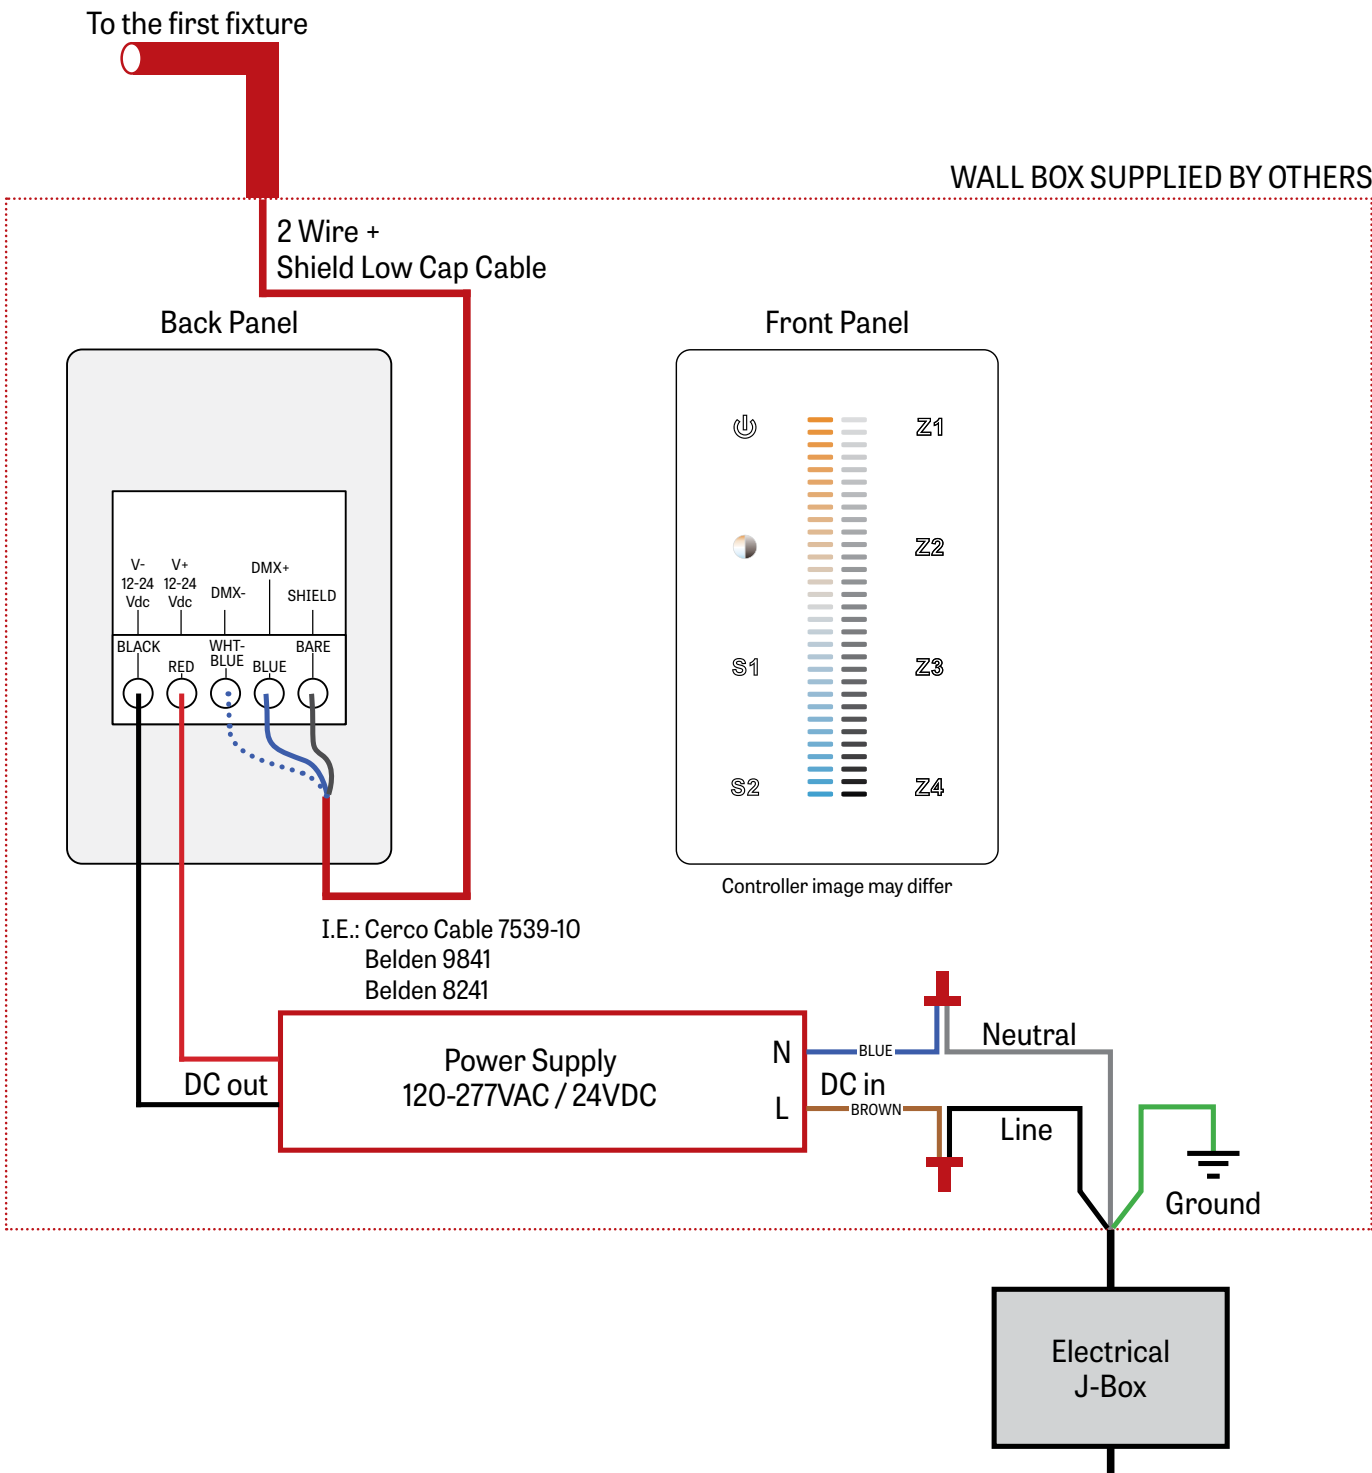 To the first fixture
WALL BOX SUPPLIED BY OTHERS
2 Wire +
Shield Low Cap Cable
Back Panel
Front Panel
V-
12-24
Vdc
V+
12-24
Vdc
DMX-
DMX+
SHIELD
BLACK
RED
WHT-
BLUE
BLUE
BARE
Z1
Z2
S1
Z3
S2
Z4
Controller image may differ
I.E.: Cerco Cable 7539-10
Belden 9841
Belden 8241
Power Supply
120-277VAC / 24VDC
DC out
N
L
DC in
BLUE
BROWN
Neutral
Line
Ground
Electrical
J-Box